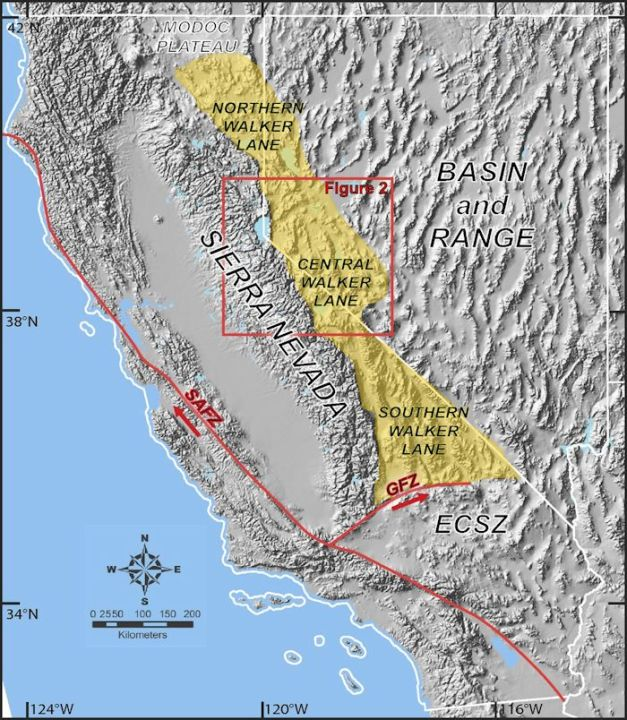 42°N
MODOC
PLATEAU
NORTHERN
WALKER
LANE
BASIN
and
RANGE
Figure 2
SIERRA NEVADA
CENTRAL
WALKER
LANE
38°N
SAFZ
SOUTHERN
WALKER
LANE
GFZ
ECSZ
N
W E
S
0 25 50 100 150 200
Kilometers
34°N
124°W
120°W
116°W